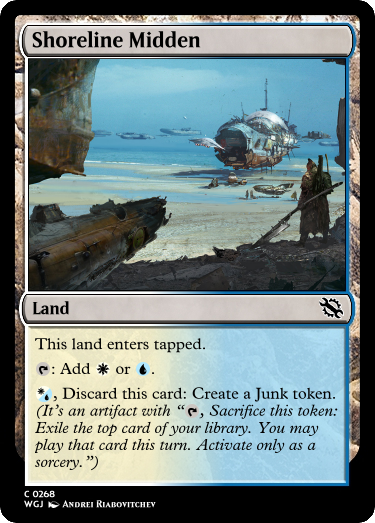 Shoreline Midden
Land
This land enters tapped.
: Add or .
, Discard this card: Create a Junk token.
(It's an artifact with “, Sacrifice this token:
Exile the top card of your library. You may
play that card this turn. Activate only as a
sorcery.”)
C 0268
WGJ Andrei Riabovitchev